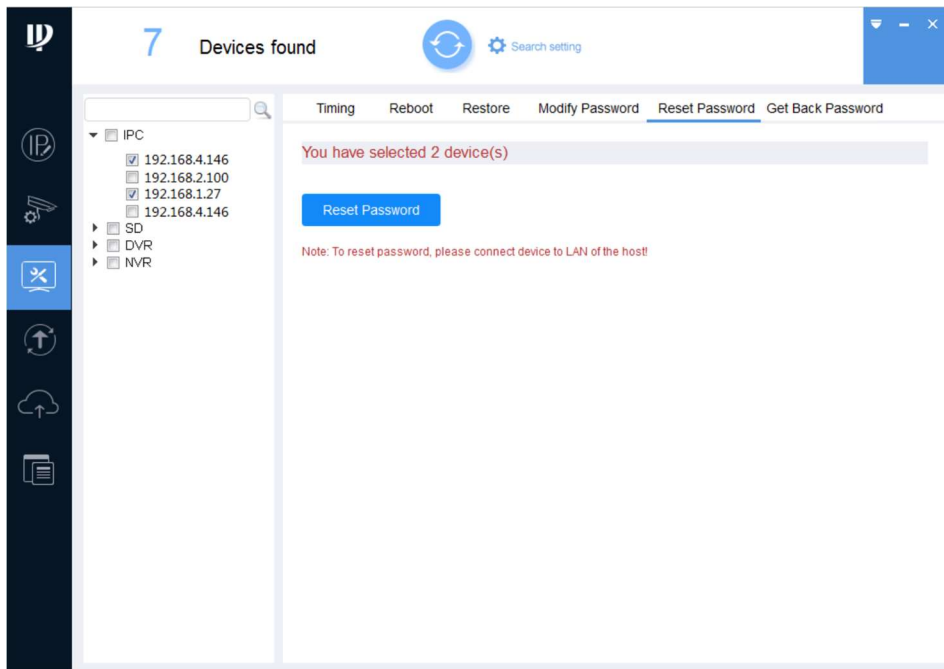 7 Devices found
Search setting
Timing Reboot Restore Modify Password Reset Password Get Back Password
IPC
192.168.4.146
192.168.2.100
192.168.1.27
192.168.4.146
SD
DVR
NVR
You have selected 2 device(s)
Reset Password
Note: To reset password, please connect device to LAN of the host!
IP